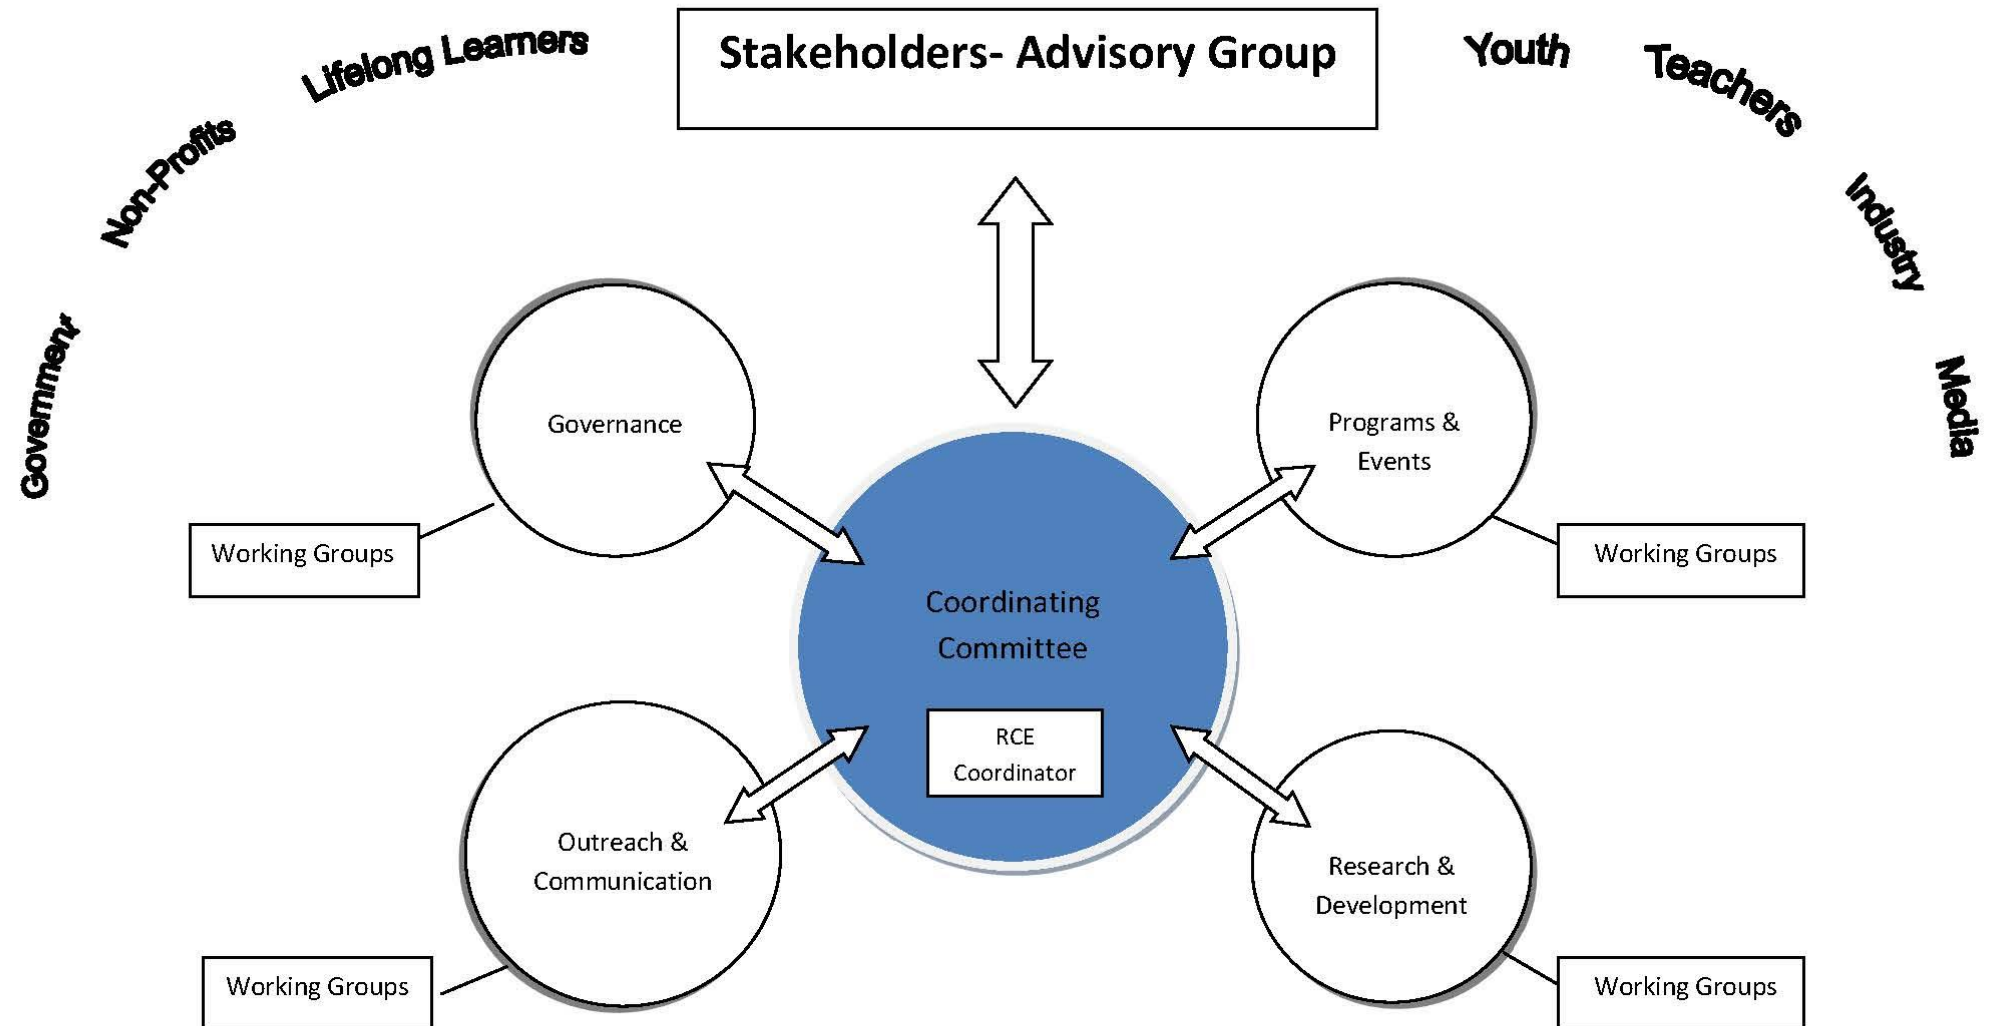 Stakeholders- Advisory Group
Lifelong Learners
Non-Profits
Government
Youth
Teachers
Industry
Media
Governance
Programs &
Events
Working Groups
Working Groups
Coordinating
Committee
RCE
Coordinator
Outreach &
Communication
Research &
Development
Working Groups
Working Groups